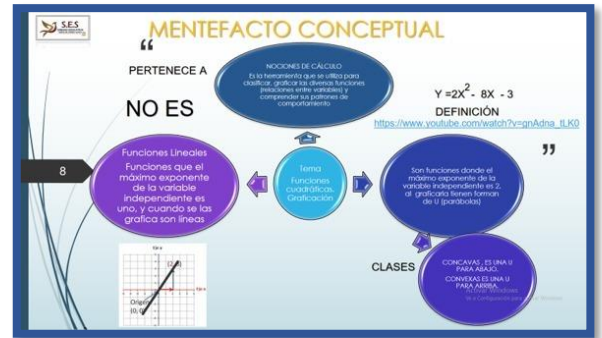 S.E.S
MENTEFACTO CONCEPTUAL
“
PERTENECE A
NOCIONES DE CÁLCULO
Es la herramienta que se utiliza para
clasificar, graficar las diversas funciones
(relaciones entre variables) y
comprender sus patrones de
comportamiento
Y =2X² - 8X - 3
DEFINICIÓN
https://www.youtube.com/watch?v=gnAdna_tLK0
”
NO ES
8
Funciones Lineales
Funciones que el
máximo exponente
de la variable
independiente es
uno, y cuando se las
grafica son líneas
Tema
Funciones
cuadráticas.
Graficación
Son funciones donde el
máximo exponente de la
variable independiente es 2,
al graficarla tienen forman
de U (parábolas)
CLASES
CONCAVAS , ES UNA U
PARA ABAJO.
CONVEXAS ES UNA U
PARA ARRIBA.
Activar Windows
Origen
(0, 0)